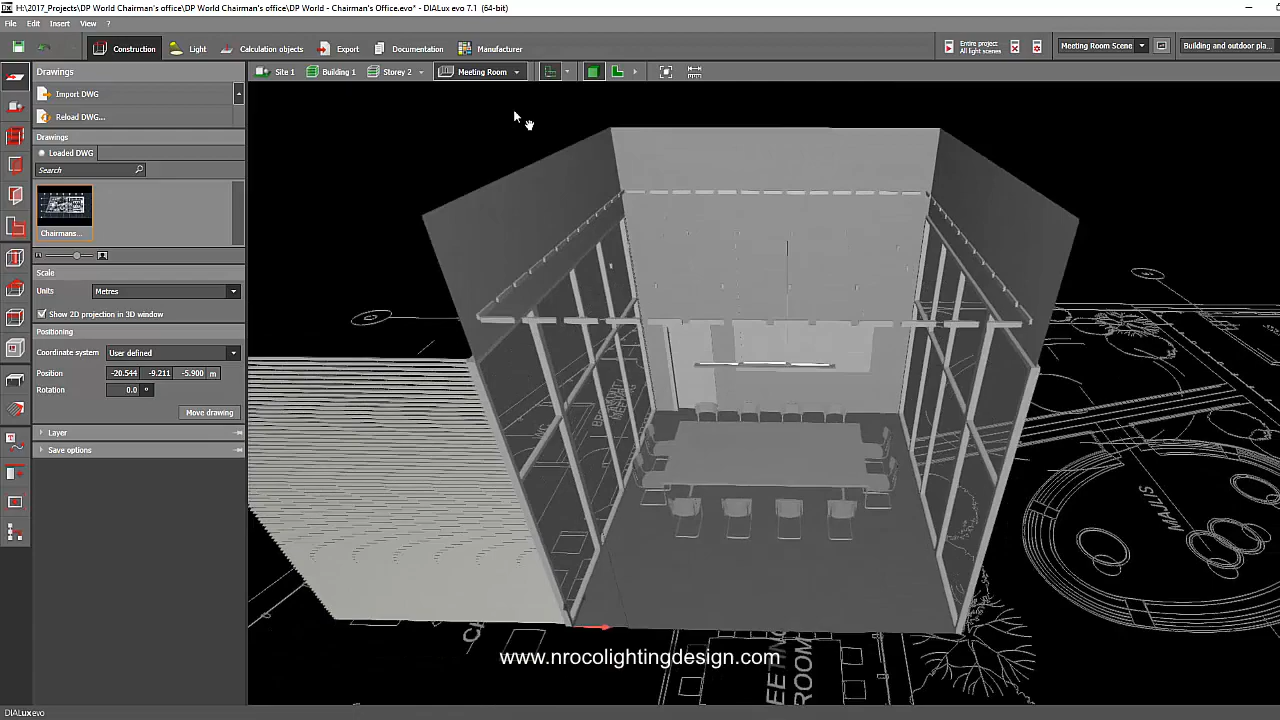 H:\2017_Projects\DP World Chairman's office\DP World Chairman's office\DP World - Chairman's Office.evo* - DIALux evo 7.1 (64-bit)
File Edit Insert View ?
Construction Light Calculation objects Export Documentation Manufacturer
Entire project
All light scenes
Meeting Room Scene
Building and outdoor pla...
Drawings
Site 1 Building 1 Storey 2 Meeting Room
Import DWG
Reload DWG...
Drawings
Loaded DWG
Search
Chairmans...
Scale
Units Metres
Show 2D projection in 3D window
Positioning
Coordinate system User defined
Position -20.544 -9.211 -5.900 m
Rotation 0.0 °
Move drawing
Layer
Save options
MAJLIS
ROOM
www.nrocolightingdesign.com
DIALux evo